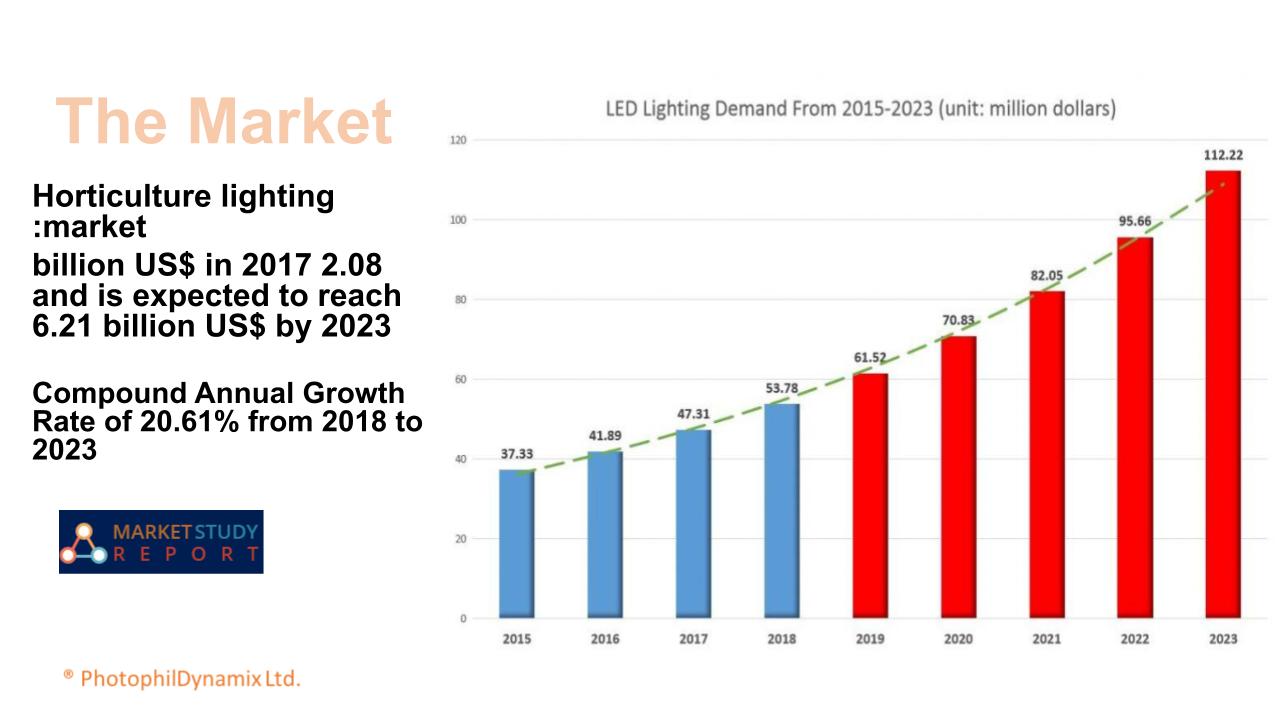 The Market
Horticulture lighting
:market
billion US$ in 2017 2.08
and is expected to reach
6.21 billion US$ by 2023
Compound Annual Growth
Rate of 20.61% from 2018 to
2023
MARKET STUDY
REPORT
® PhotophilDynamix Ltd.
LED Lighting Demand From 2015-2023 (unit: million dollars)
120
100
80
60
40
20
0
37.33
41.89
47.31
53.78
61.52
70.83
82.05
95.66
112.22
2015
2016
2017
2018
2019
2020
2021
2022
2023